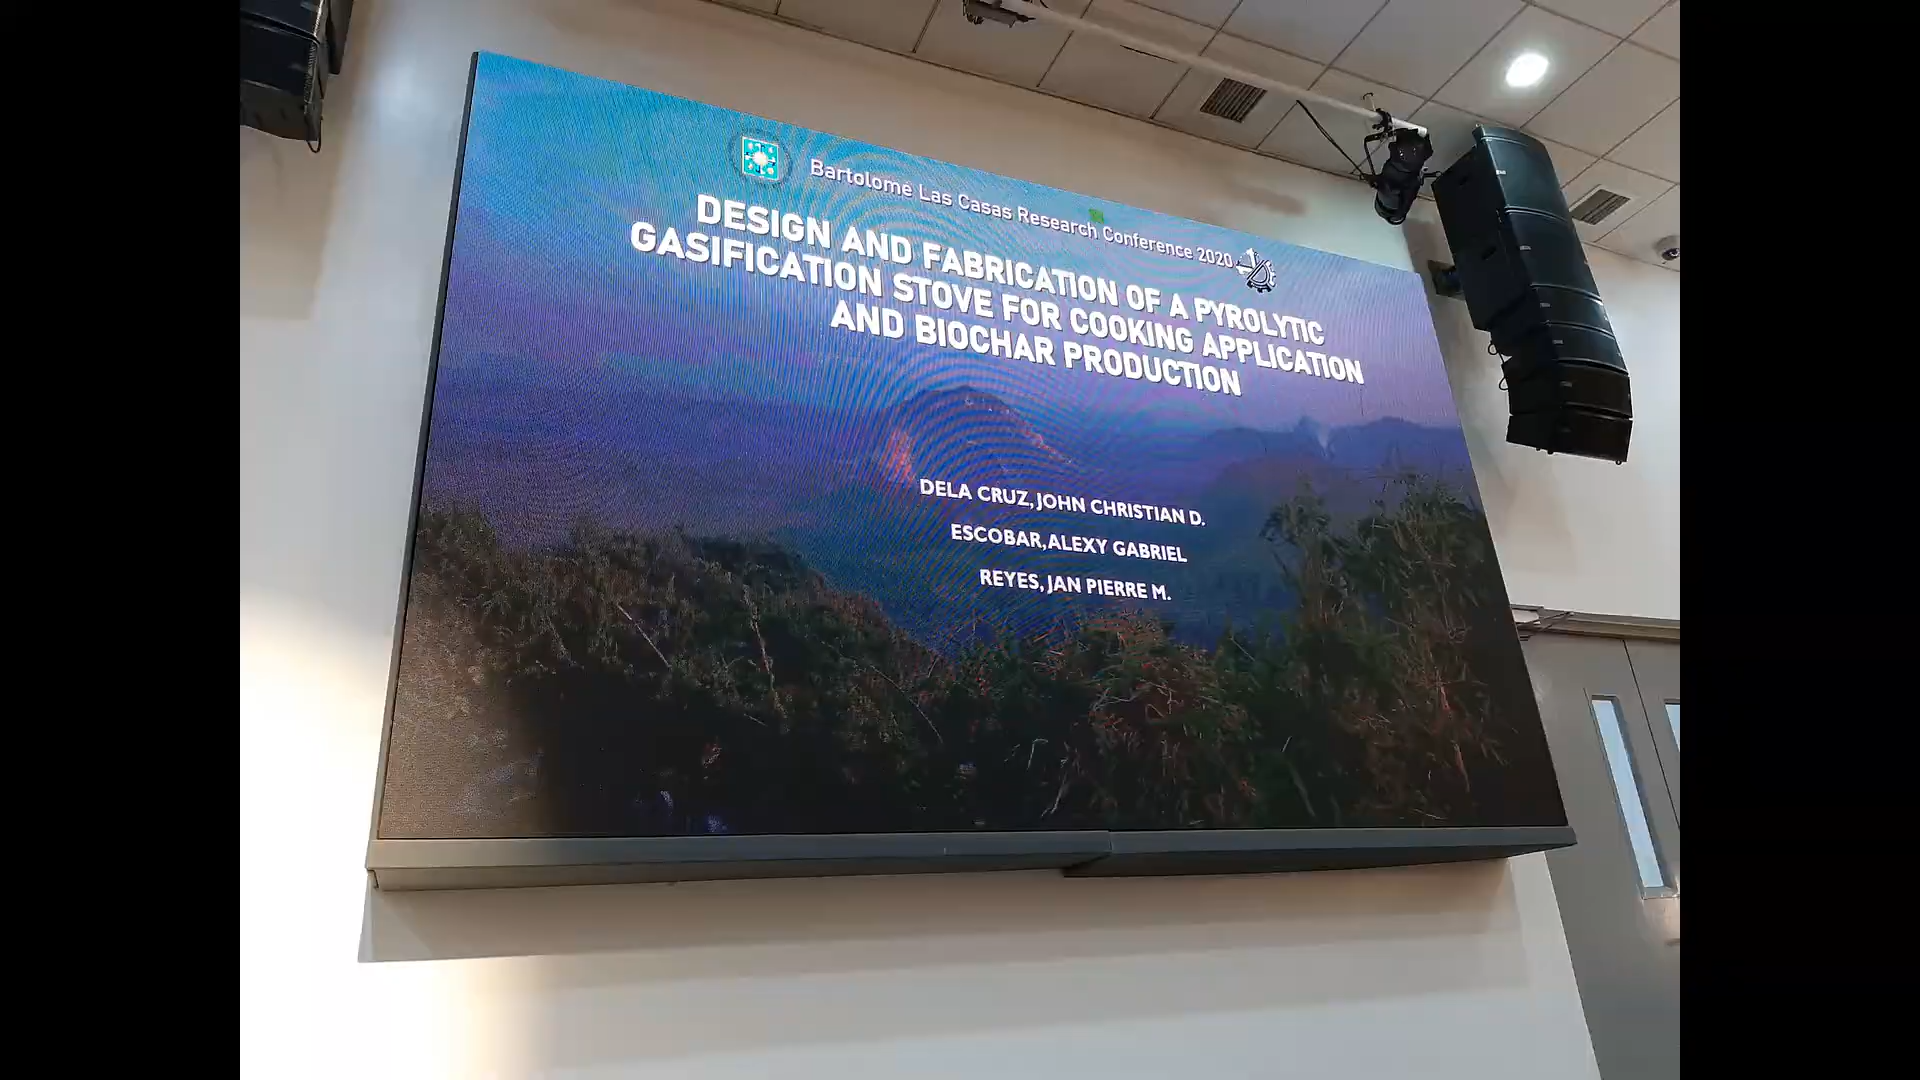 Bartolomé Las Casas Research Conference 2020
DESIGN AND FABRICATION OF A PYROLYTIC
GASIFICATION STOVE FOR COOKING APPLICATION
AND BIOCHAR PRODUCTION
DELA CRUZ, JOHN CHRISTIAN D.
ESCOBAR, ALEXY GABRIEL
REYES, JAN PIERRE M.